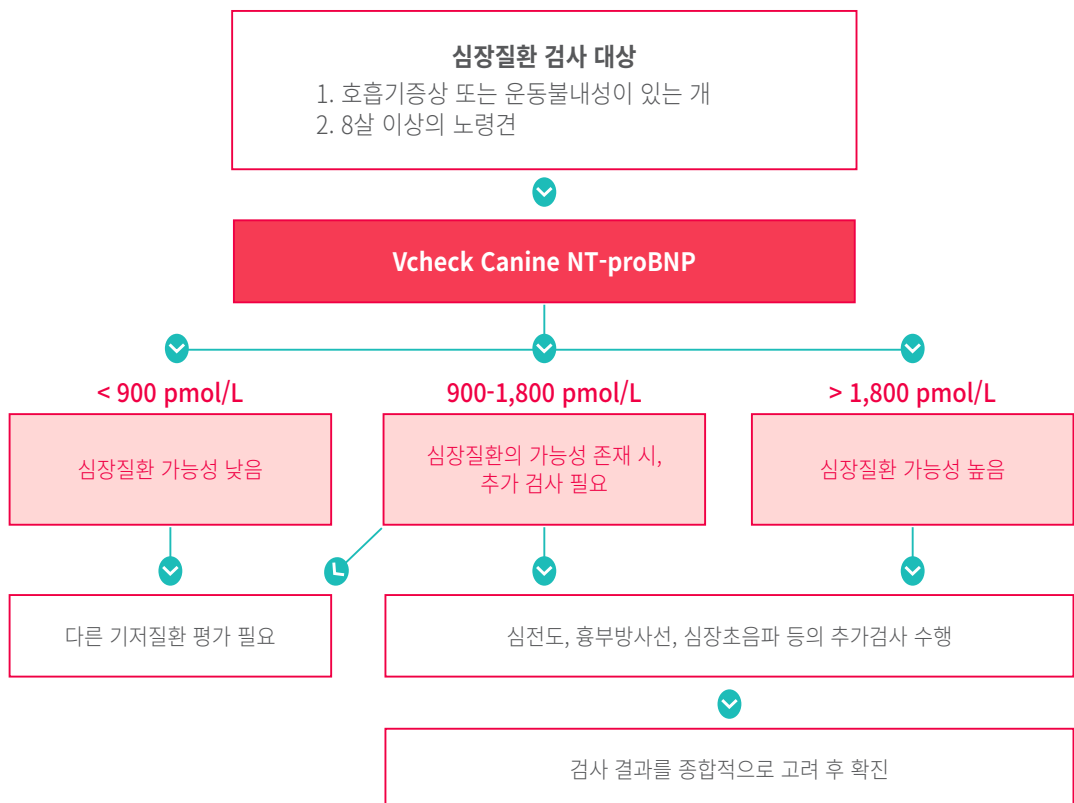 심장질환 검사 대상
1. 호흡기증상 또는 운동불내성이 있는 개
2. 8살 이상의 노령견
Vcheck Canine NT-proBNP
< 900 pmol/L
900-1,800 pmol/L
> 1,800 pmol/L
심장질환 가능성 낮음
심장질환의 가능성 존재 시,
추가 검사 필요
심장질환 가능성 높음
다른 기저질환 평가 필요
심전도, 흉부방사선, 심장초음파 등의 추가검사 수행
검사 결과를 종합적으로 고려 후 확진